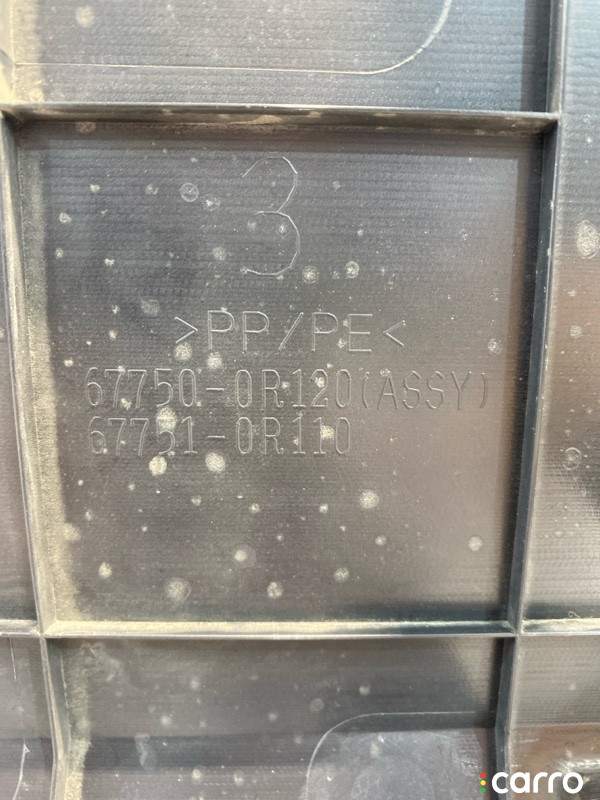 3
>PP/PE<
67750-0R120(ASSY)
67751-0R110
carro